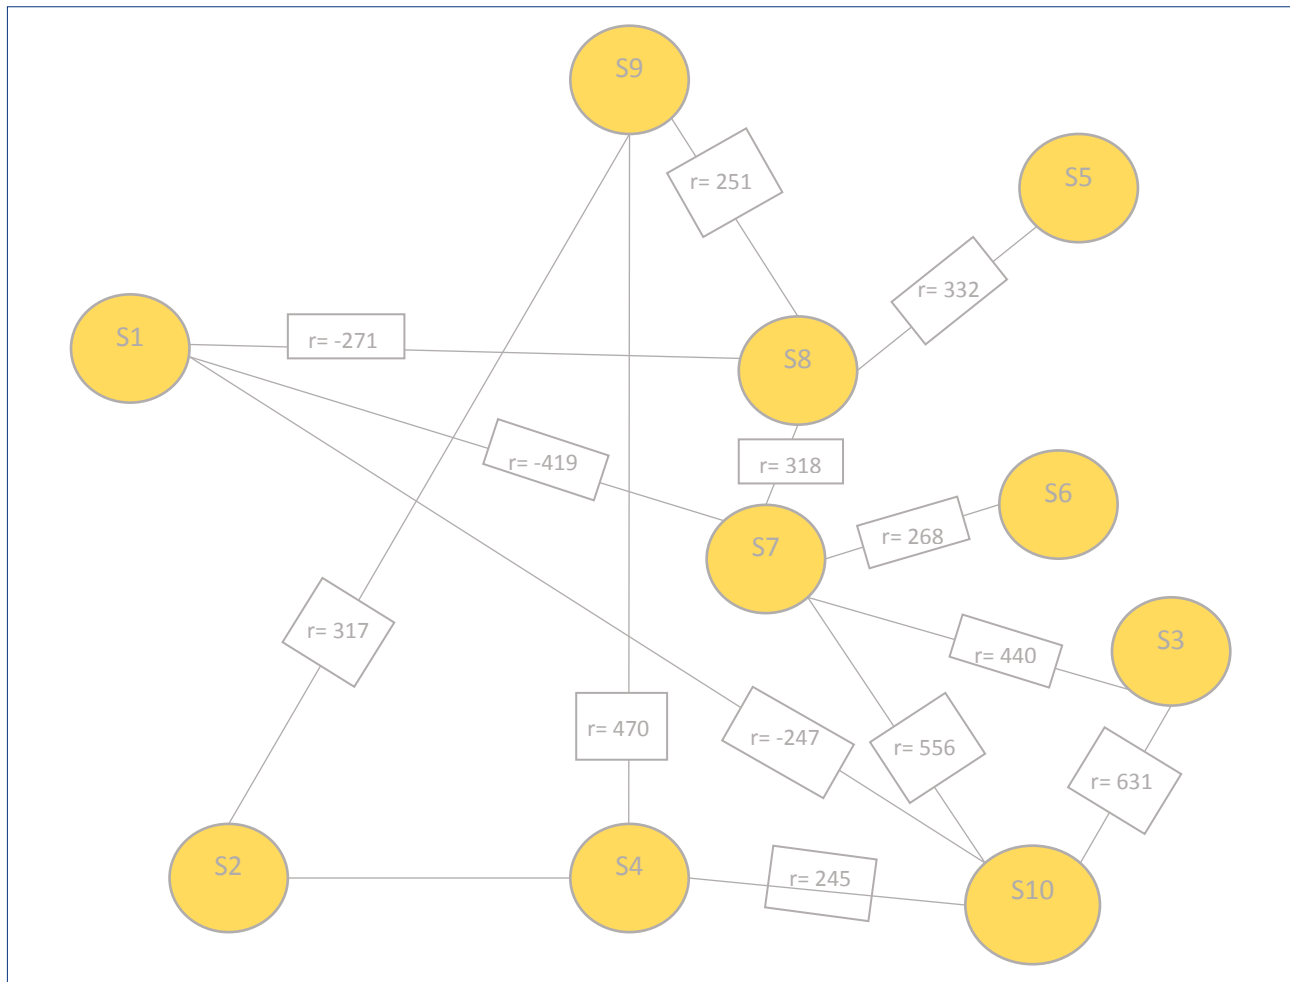 S9
r= 251
S5
r= 332
S1
r= -271
S8
r= -419
r= 318
S6
S7
r= 268
r= 317
S3
r= 440
r= 470
r= -247
r= 556
r= 631
S2
S4
r= 245
S10